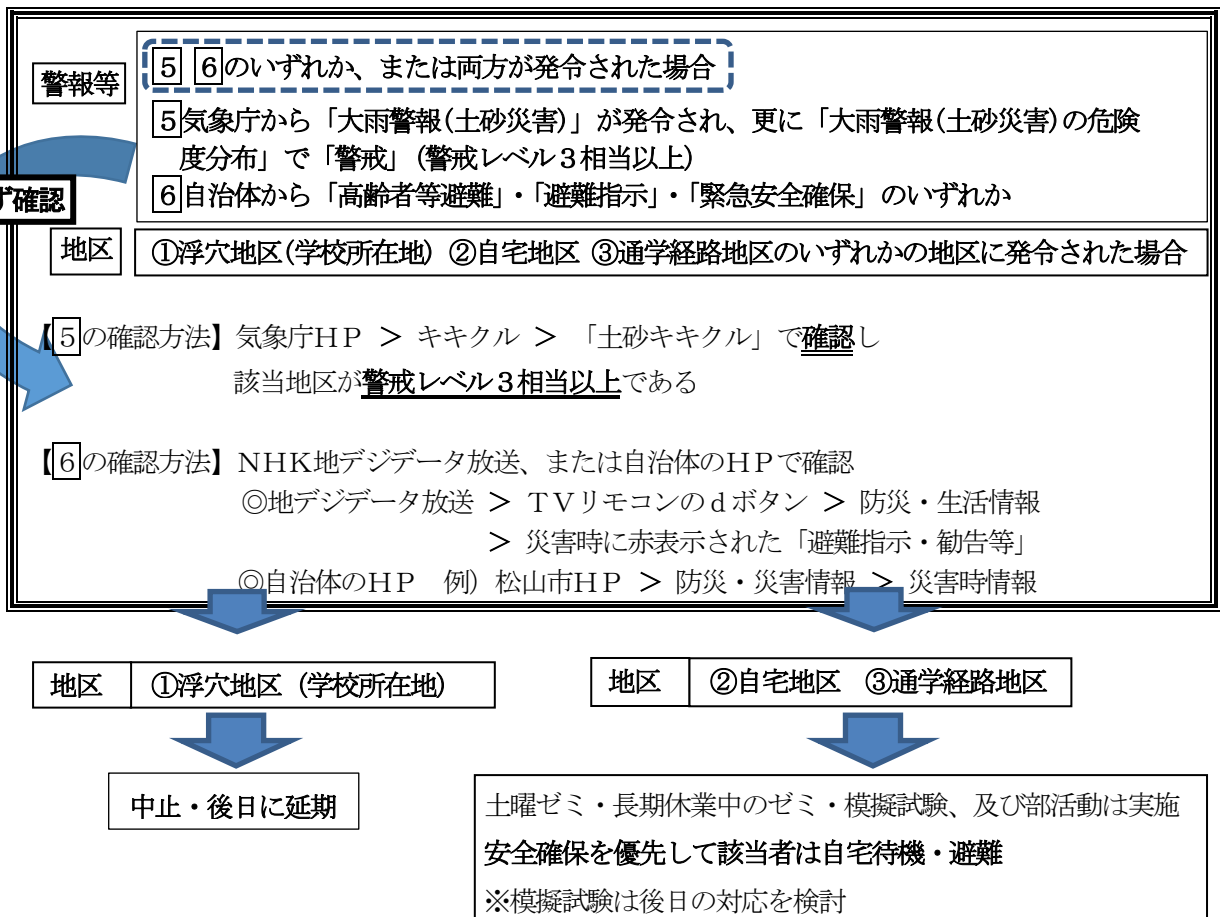 警報等
5 6のいずれか、または両方が発令された場合
5気象庁から「大雨警報(土砂災害)」が発令され、更に「大雨警報(土砂災害)の危険
度分布」で「警戒」(警戒レベル3相当以上)
6自治体から「高齢者等避難」・「避難指示」・「緊急安全確保」のいずれか
ず確認
地区 ①浮穴地区(学校所在地) ②自宅地区 ③通学経路地区のいずれかの地区に発令された場合
【5の確認方法】気象庁HP > キキクル > 「土砂キキクル」で確認し
該当地区が警戒レベル3相当以上である
【6の確認方法】NHK地デジデータ放送、または自治体のHPで確認
◎地デジデータ放送 > TVリモコンのdボタン > 防災・生活情報
> 災害時に赤表示された「避難指示・勧告等」
◎自治体のHP 例)松山市HP > 防災・災害情報 > 災害時情報
地区 ①浮穴地区(学校所在地)
地区 ②自宅地区 ③通学経路地区
中止・後日に延期
土曜ゼミ・長期休業中のゼミ・模擬試験、及び部活動は実施
安全確保を優先して該当者は自宅待機・避難
※模擬試験は後日の対応を検討